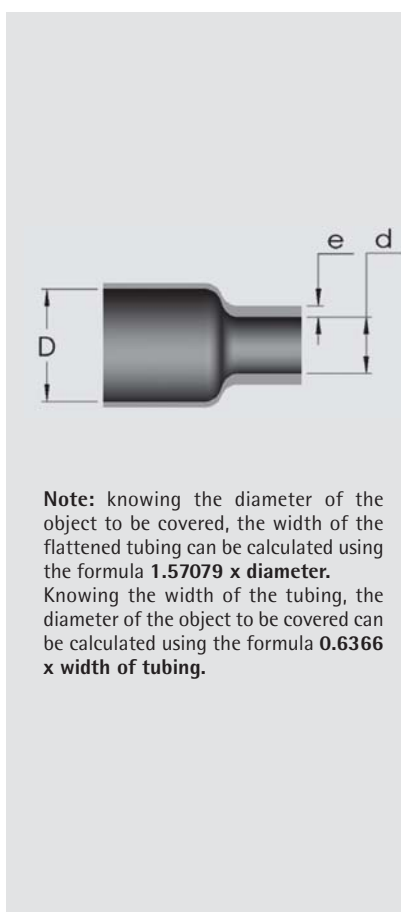 e d
D
Note: knowing the diameter of the
object to be covered, the width of the
flattened tubing can be calculated using
the formula 1.57079 x diameter.
Knowing the width of the tubing, the
diameter of the object to be covered can
be calculated using the formula 0.6366
x width of tubing.